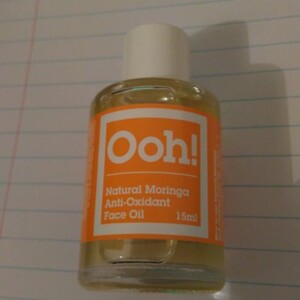 Ooh!
Natural Moringa
Anti-Oxidant
Face Oil 15ml